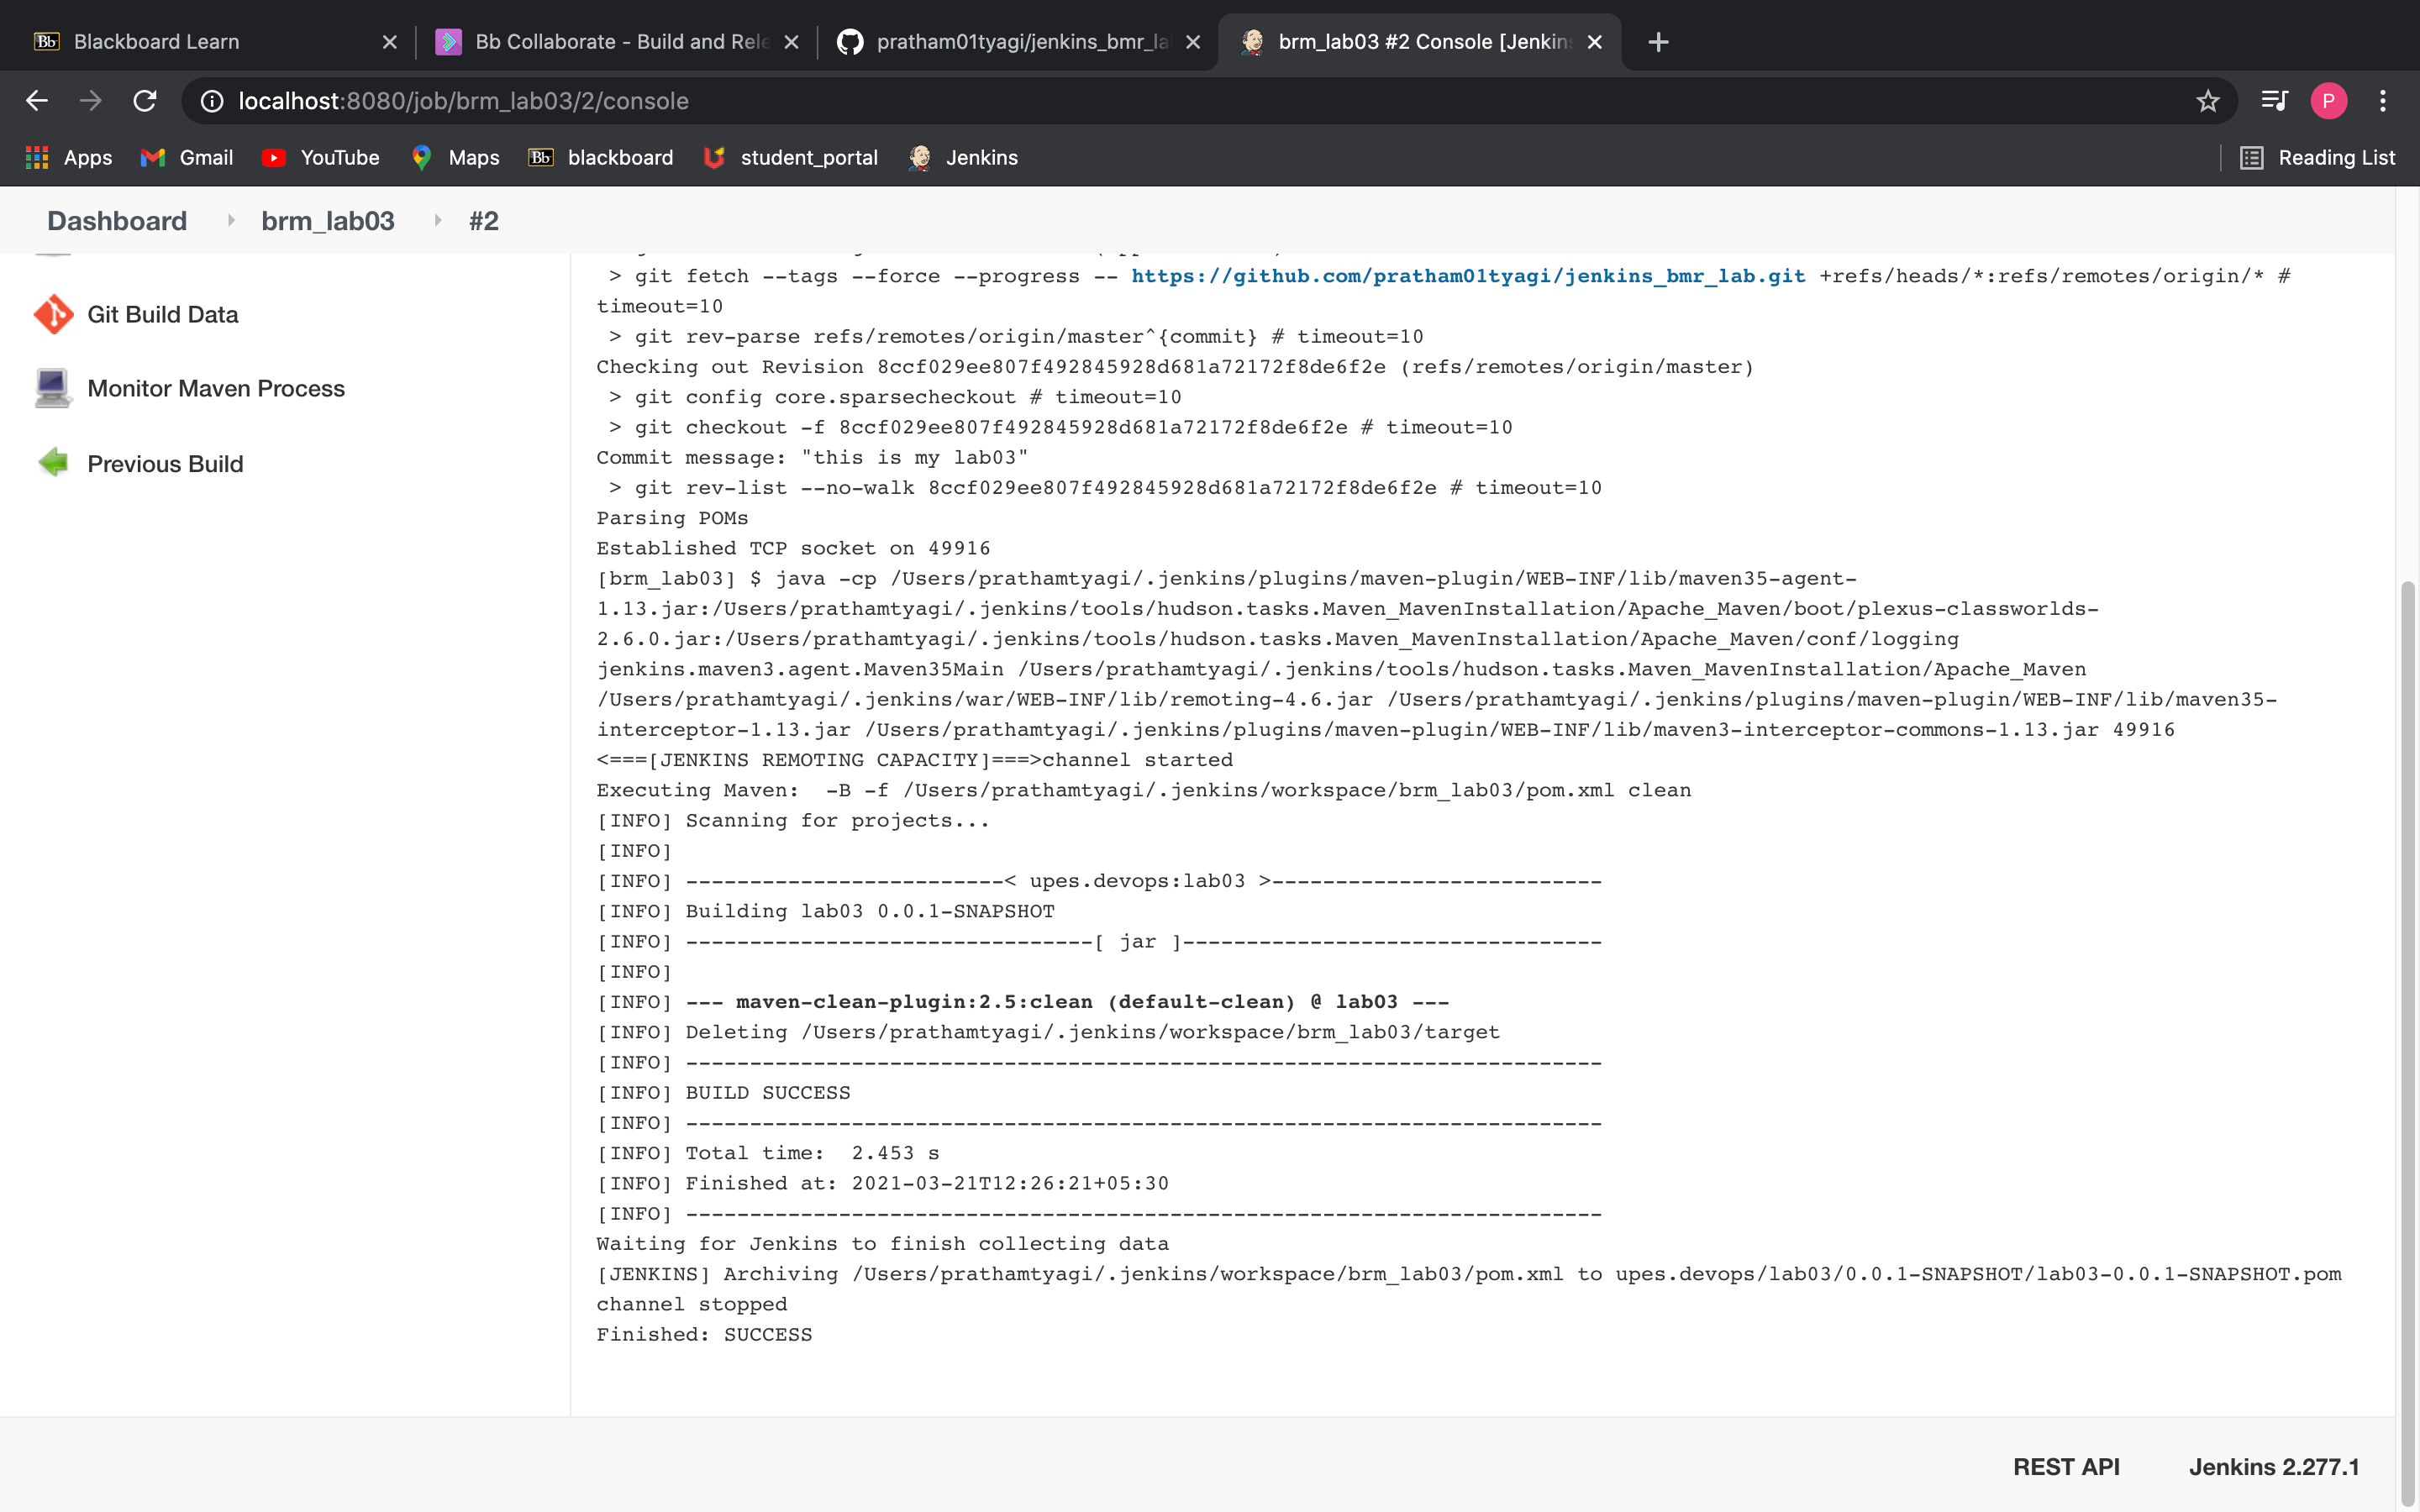 Blackboard Learn
Bb Collaborate - Build and Rele
pratham01tyagi/jenkins_bmr_la
brm_lab03 #2 Console [Jenkins
localhost:8080/job/brm_lab03/2/console
P
Apps
Gmail
YouTube
Maps
Bb
blackboard
student_portal
Jenkins
Reading List
Dashboard
brm_lab03
#2
Git Build Data
Monitor Maven Process
Previous Build
> git fetch --tags --force --progress -- https://github.com/pratham01tyagi/jenkins_bmr_lab.git +refs/heads/*:refs/remotes/origin/* #
timeout=10
> git rev-parse refs/remotes/origin/master^{commit} # timeout=10
Checking out Revision 8ccf029ee807f492845928d681a72172f8de6f2e (refs/remotes/origin/master)
> git config core.sparsecheckout # timeout=10
> git checkout -f 8ccf029ee807f492845928d681a72172f8de6f2e # timeout=10
Commit message: "this is my lab03"
> git rev-list --no-walk 8ccf029ee807f492845928d681a72172f8de6f2e # timeout=10
Parsing POMs
Established TCP socket on 49916
[brm_lab03] $ java -cp /Users/prathamtyagi/.jenkins/plugins/maven-plugin/WEB-INF/lib/maven35-agent-
1.13.jar:/Users/prathamtyagi/.jenkins/tools/hudson.tasks.Maven_MavenInstallation/Apache_Maven/boot/plexus-classworlds-
2.6.0.jar:/Users/prathamtyagi/.jenkins/tools/hudson.tasks.Maven_MavenInstallation/Apache_Maven/conf/logging
jenkins.maven3.agent.Maven35Main /Users/prathamtyagi/.jenkins/tools/hudson.tasks.Maven_MavenInstallation/Apache_Maven
/Users/prathamtyagi/.jenkins/war/WEB-INF/lib/remoting-4.6.jar /Users/prathamtyagi/.jenkins/plugins/maven-plugin/WEB-INF/lib/maven35-
interceptor-1.13.jar /Users/prathamtyagi/.jenkins/plugins/maven-plugin/WEB-INF/lib/maven3-interceptor-commons-1.13.jar 49916
<===[JENKINS REMOTING CAPACITY]===>channel started
Executing Maven:  -B -f /Users/prathamtyagi/.jenkins/workspace/brm_lab03/pom.xml clean
[INFO] Scanning for projects...
[INFO]
[INFO] -------------------------< upes.devops:lab03 >--------------------------
[INFO] Building lab03 0.0.1-SNAPSHOT
[INFO] --------------------------------[ jar ]---------------------------------
[INFO]
[INFO] --- maven-clean-plugin:2.5:clean (default-clean) @ lab03 ---
[INFO] Deleting /Users/prathamtyagi/.jenkins/workspace/brm_lab03/target
[INFO] ------------------------------------------------------------------------
[INFO] BUILD SUCCESS
[INFO] ------------------------------------------------------------------------
[INFO] Total time:  2.453 s
[INFO] Finished at: 2021-03-21T12:26:21+05:30
[INFO] ------------------------------------------------------------------------
Waiting for Jenkins to finish collecting data
[JENKINS] Archiving /Users/prathamtyagi/.jenkins/workspace/brm_lab03/pom.xml to upes.devops/lab03/0.0.1-SNAPSHOT/lab03-0.0.1-SNAPSHOT.pom
channel stopped
Finished: SUCCESS
REST API
Jenkins 2.277.1